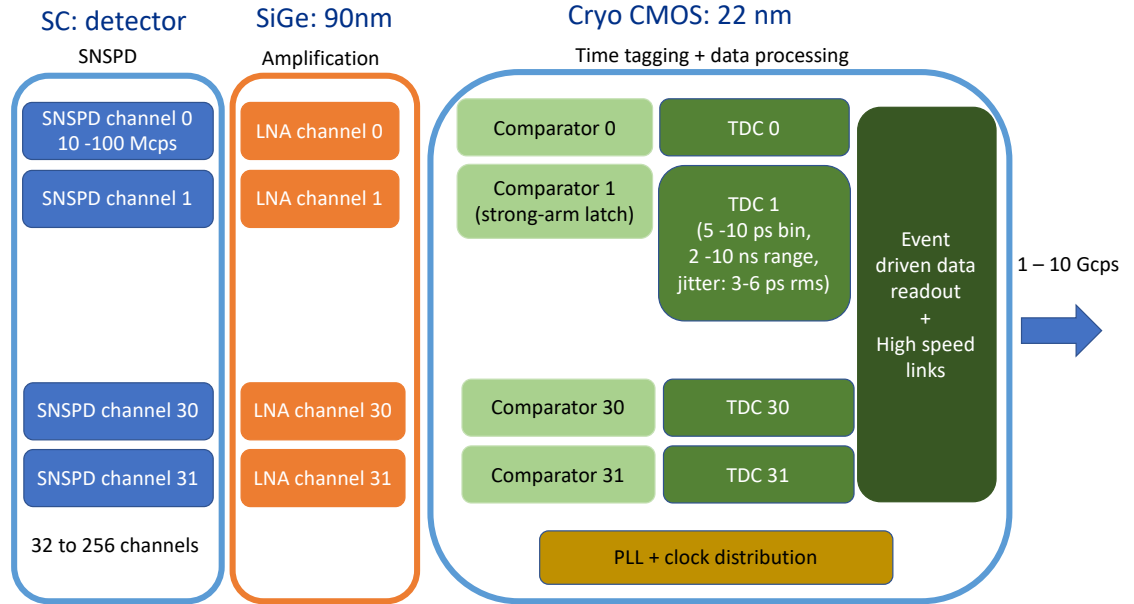 SC: detector
SiGe: 90nm
Cryo CMOS: 22 nm
SNSPD
Amplification
Time tagging + data processing
SNSPD channel 0
10 -100 Mcps
LNA channel 0
Comparator 0
TDC 0
SNSPD channel 1
LNA channel 1
Comparator 1
(strong-arm latch)
TDC 1
(5 -10 ps bin,
2 -10 ns range,
jitter: 3-6 ps rms)
Event
driven data
readout
+
High speed
links
1 – 10 Gcps
SNSPD channel 30
LNA channel 30
Comparator 30
TDC 30
SNSPD channel 31
LNA channel 31
Comparator 31
TDC 31
32 to 256 channels
PLL + clock distribution